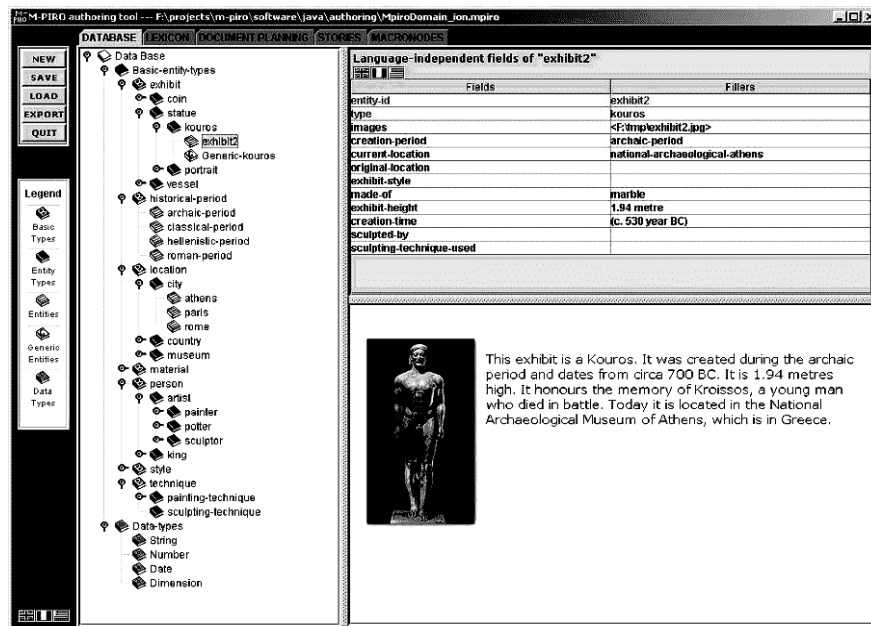 M-PIRO authoring tool --- F:\projects\m-piro\software\java\authoring\MpiroDomain_ion.mpiro
DATABASE LEXICON DOCUMENT PLANNING STORIES MACRONODES
NEW
SAVE
LOAD
EXPORT
QUIT
Legend
Basic
Types
Entity
Types
Entities
Generic
Entities
Data
Types
Data Base
Basic-entity-types
exhibit
coin
statue
kouros
exhibit2
Generic-kouros
portrait
vessel
historical-period
archaic-period
classical-period
hellenistic-period
roman-period
location
city
athens
paris
rome
country
museum
material
person
artist
painter
potter
sculptor
king
style
technique
painting-technique
sculpting-technique
Data-types
String
Number
Date
Dimension
Language-independent fields of "exhibit2"
Fields Fillers
entity-id exhibit2
type kouros
images <F:\tmp\exhibit2.jpg>
creation-period archaic-period
current-location national-archaeological-athens
original-location
exhibit-style
made-of marble
exhibit-height 1.94 metre
creation-time (c. 530 year BC)
sculpted-by
sculpting-technique-used
This exhibit is a Kouros. It was created during the archaic
period and dates from circa 700 BC. It is 1.94 metres
high. It honours the memory of Kroissos, a young man
who died in battle. Today it is located in the National
Archaeological Museum of Athens, which is in Greece.